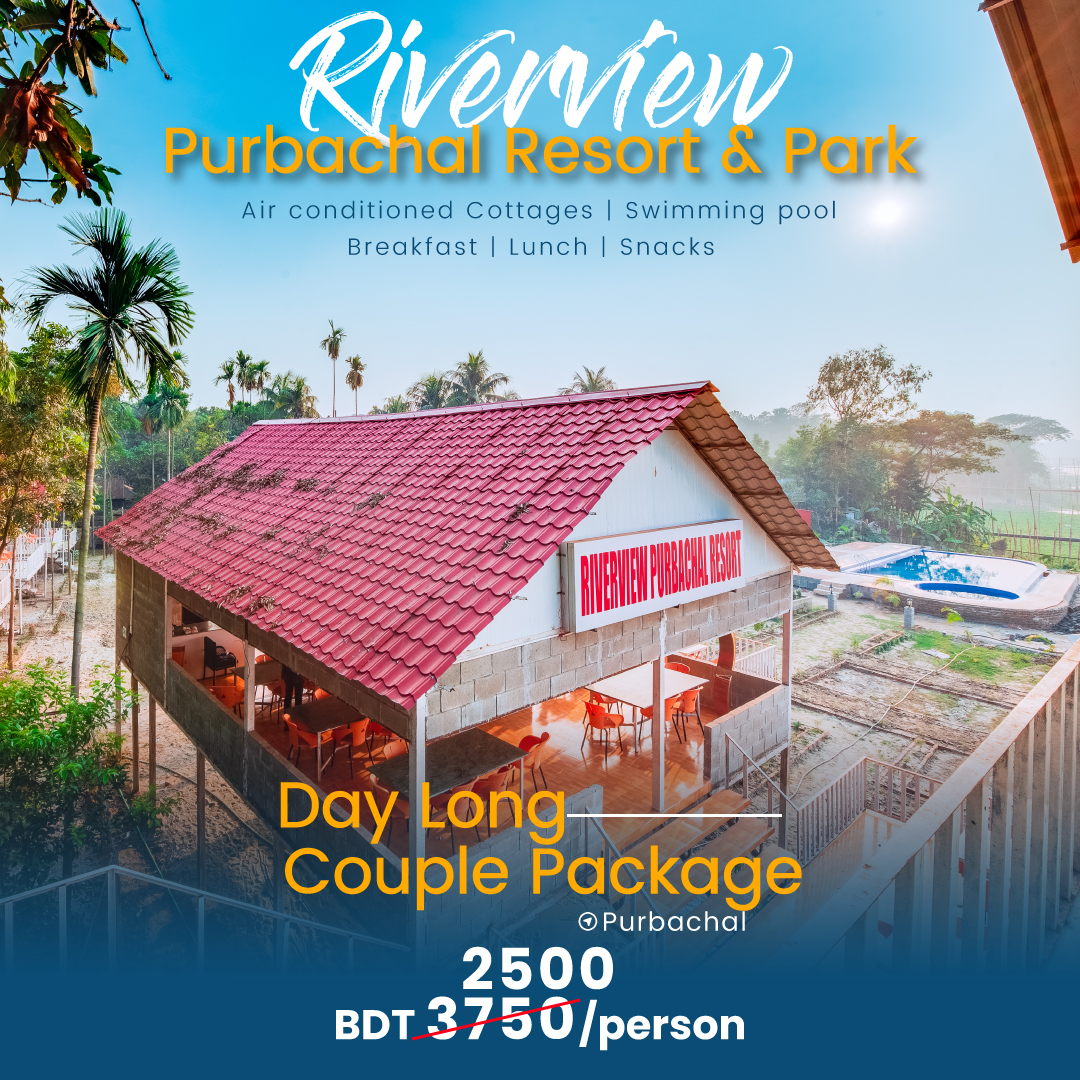 Riverview
Purbachal Resort & Park
Air conditioned Cottages | Swimming pool
Breakfast | Lunch | Snacks
RIVERVIEW PURBACHAL RESORT
Day Long
Couple Package
Purbachal
2500
BDT 3750/person